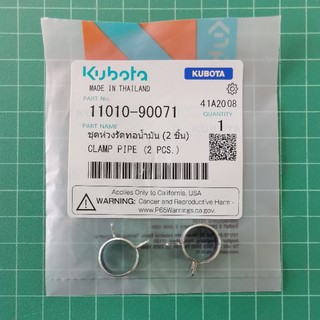 Kubota
KUBOTA
MADE IN THAILAND
PART No.
41A2008
11010-90071
QUANTITY
PART NAME
1
ชุดห่วงรัดท่อน้ำมัน (2 ชิ้น)
CLAMP PIPE (2 PCS.)
Applies Only to California, USA
WARNING: Cancer and Reproductive Harm -
www.P65Warnings.ca.gov.